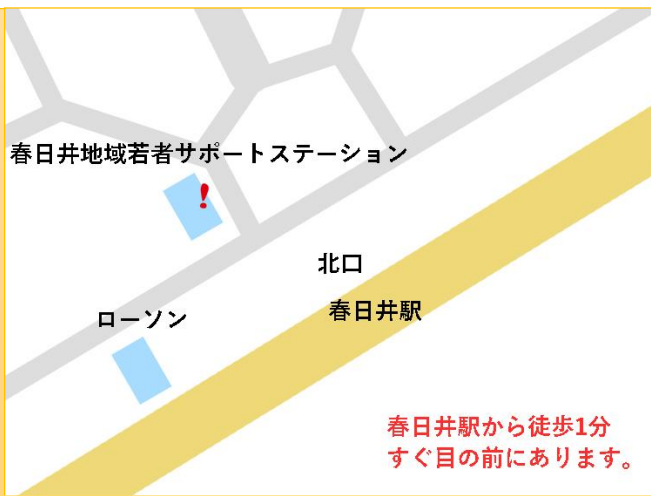 春日井地域若者サポートステーション
!
北口
春日井駅
ローソン
春日井駅から徒歩1分
すぐ目の前にあります。